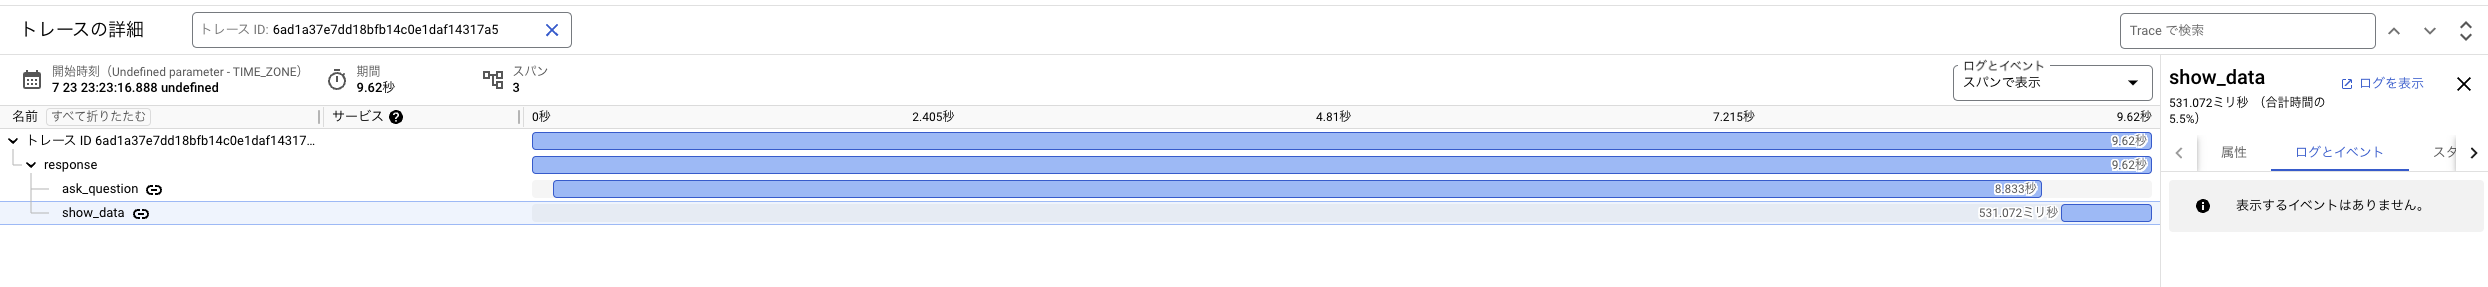 トレースの詳細
トレース ID: 6ad1a37e7dd18bfb14c0e1daf14317a5
Trace で検索
開始時刻（Undefined parameter - TIME_ZONE）
7 23 23:23:16.888 undefined
期間
9.62秒
スパン
3
ログとイベント
スパンで表示
名前 すべて折りたたむ サービス 0秒 2.405秒 4.81秒 7.215秒 9.62秒
トレース ID 6ad1a37e7dd18bfb14c0e1daf14317... 9.62秒
response 9.62秒
ask_question 8.833秒
show_data 531.072ミリ秒
show_data
ログを表示
531.072ミリ秒 （合計時間の
5.5%）
属性 ログとイベント スタ
表示するイベントはありません。